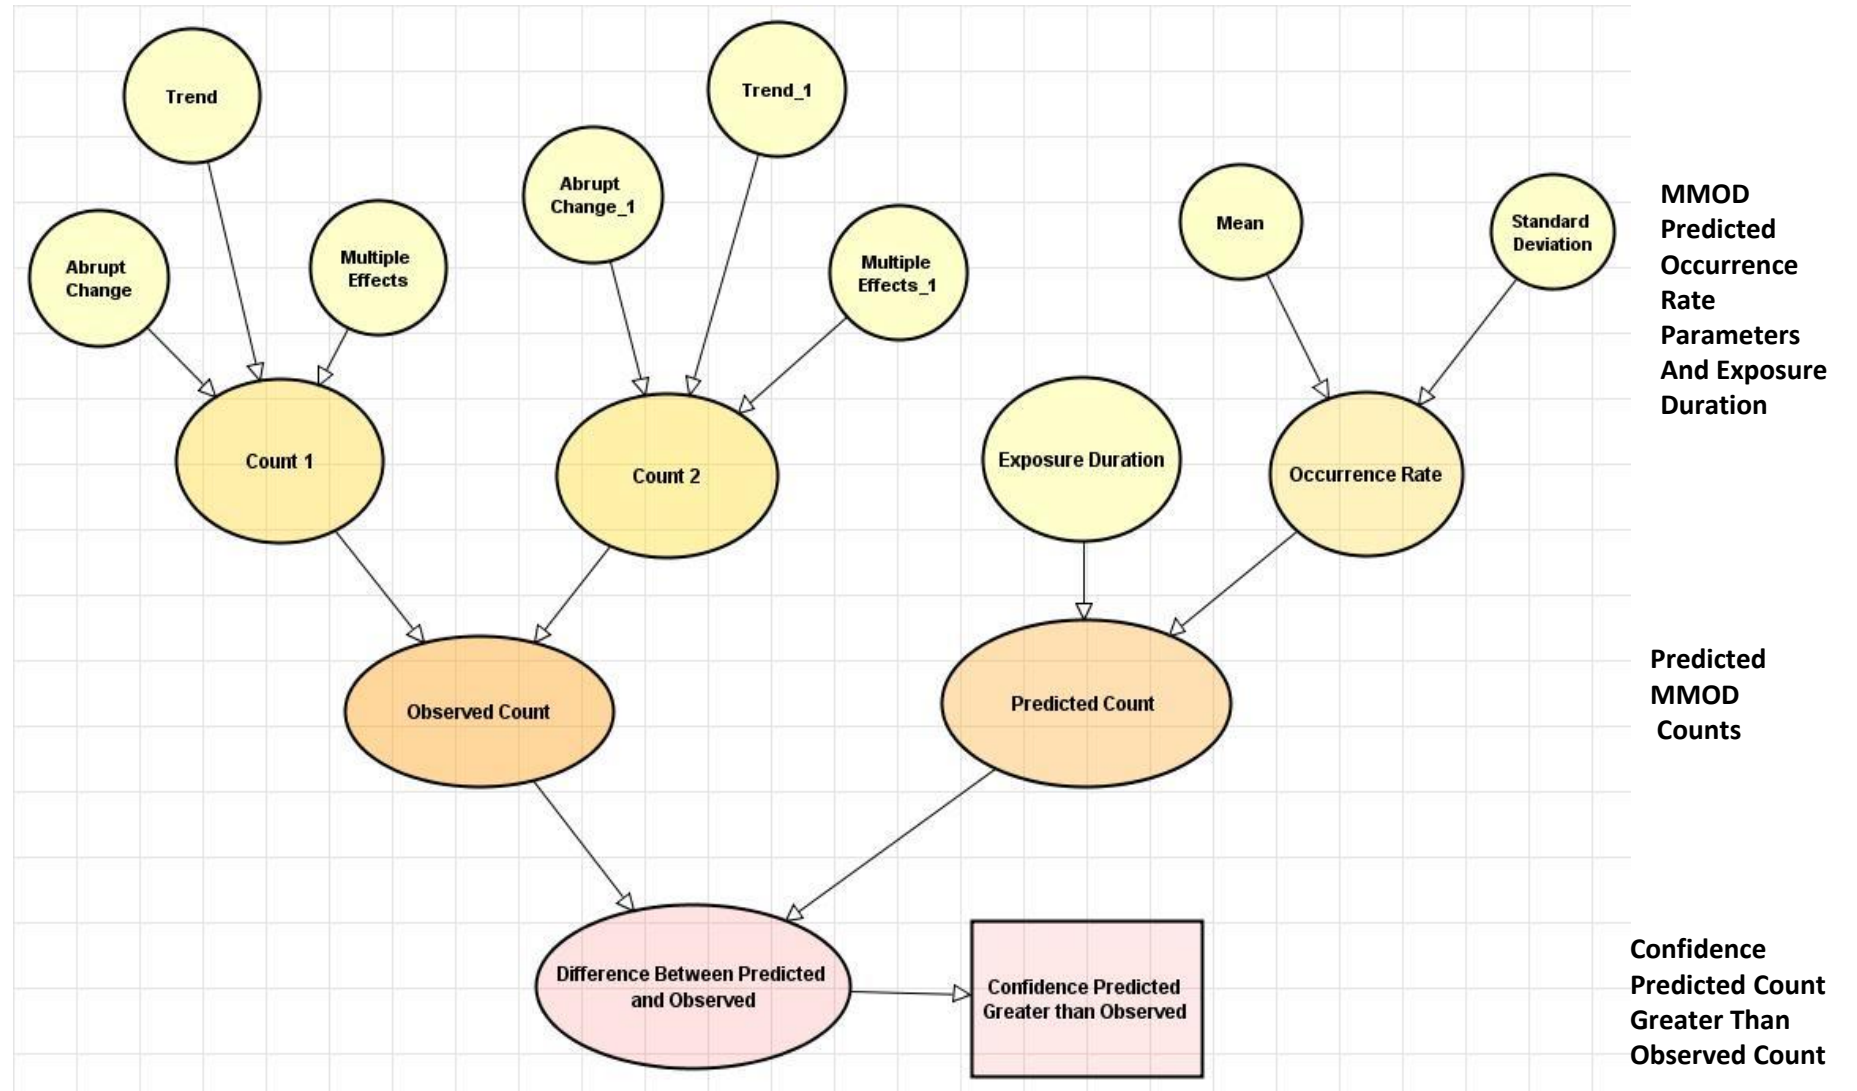 Trend
Trend_1
Abrupt
Change_1
Abrupt
Change
Multiple
Effects
Multiple
Effects_1
Mean
Standard
Deviation
MMOD
Predicted
Occurrence
Rate
Parameters
And Exposure
Duration
Count 1
Count 2
Exposure Duration
Occurrence Rate
Observed Count
Predicted Count
Predicted
MMOD
Counts
Difference Between Predicted
and Observed
Confidence Predicted
Greater than Observed
Confidence
Predicted Count
Greater Than
Observed Count